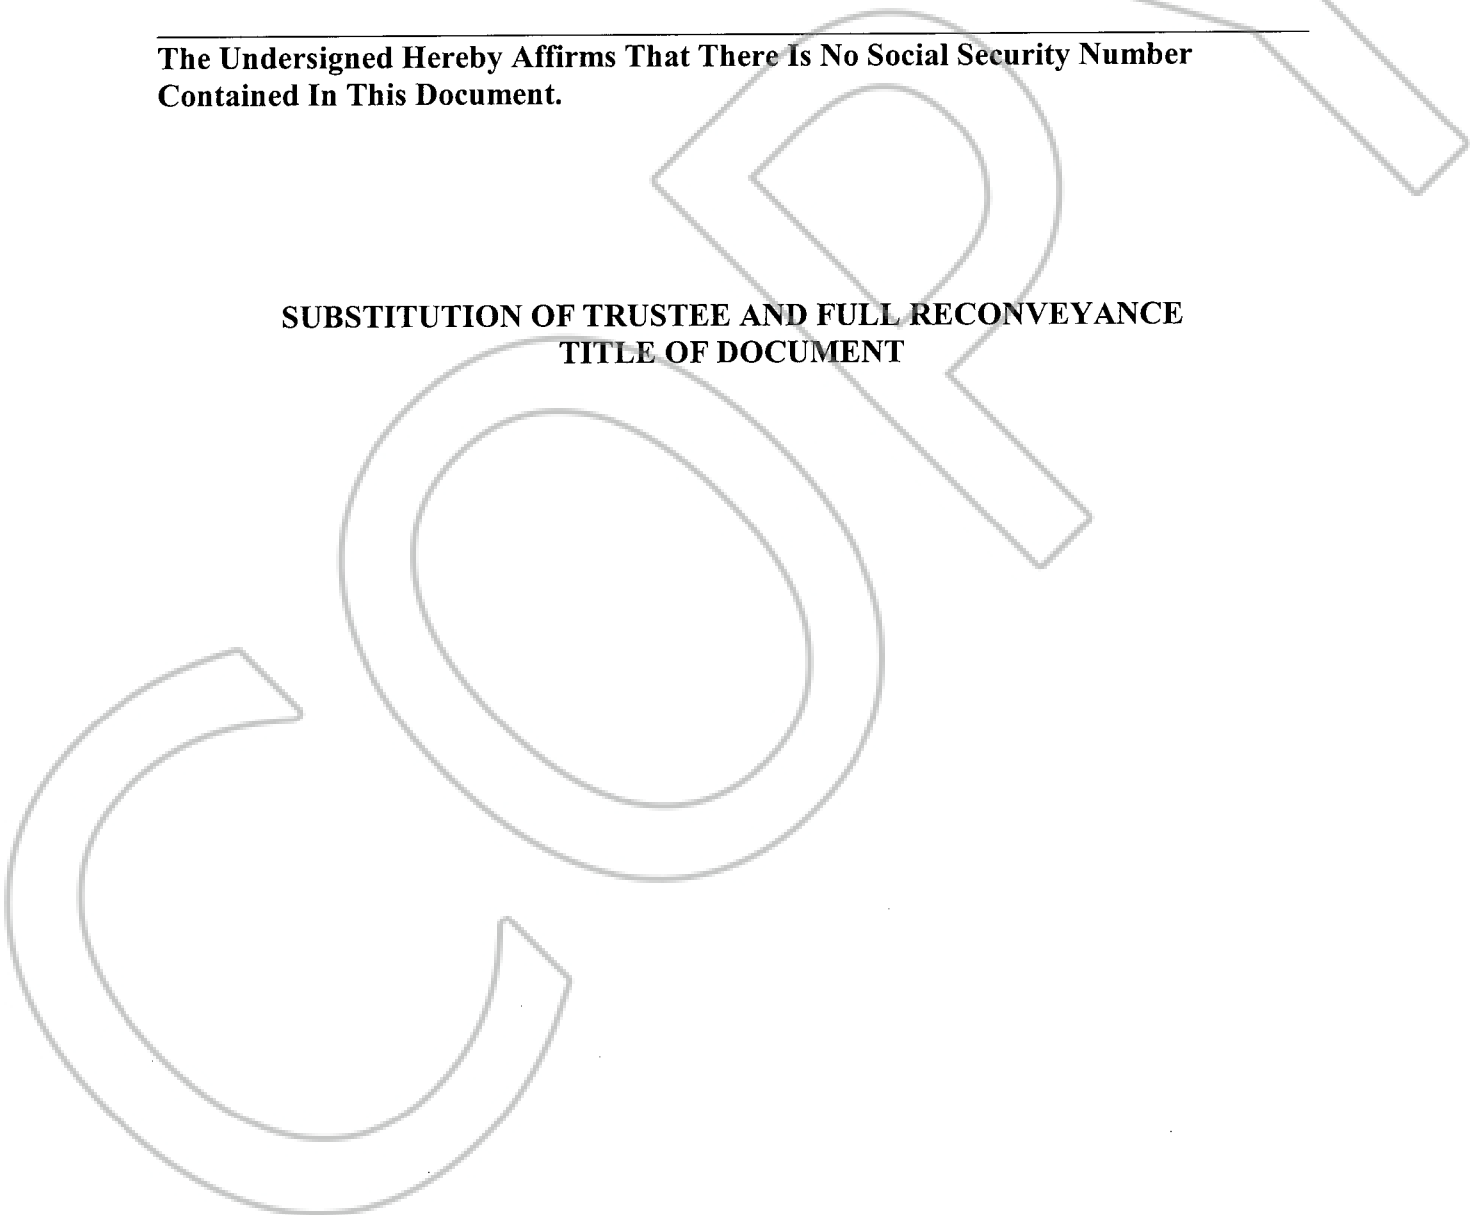 The Undersigned Hereby Affirms That There Is No Social Security Number
Contained In This Document.
SUBSTITUTION OF TRUSTEE AND FULL RECONVEYANCE
TITLE OF DOCUMENT
COPY